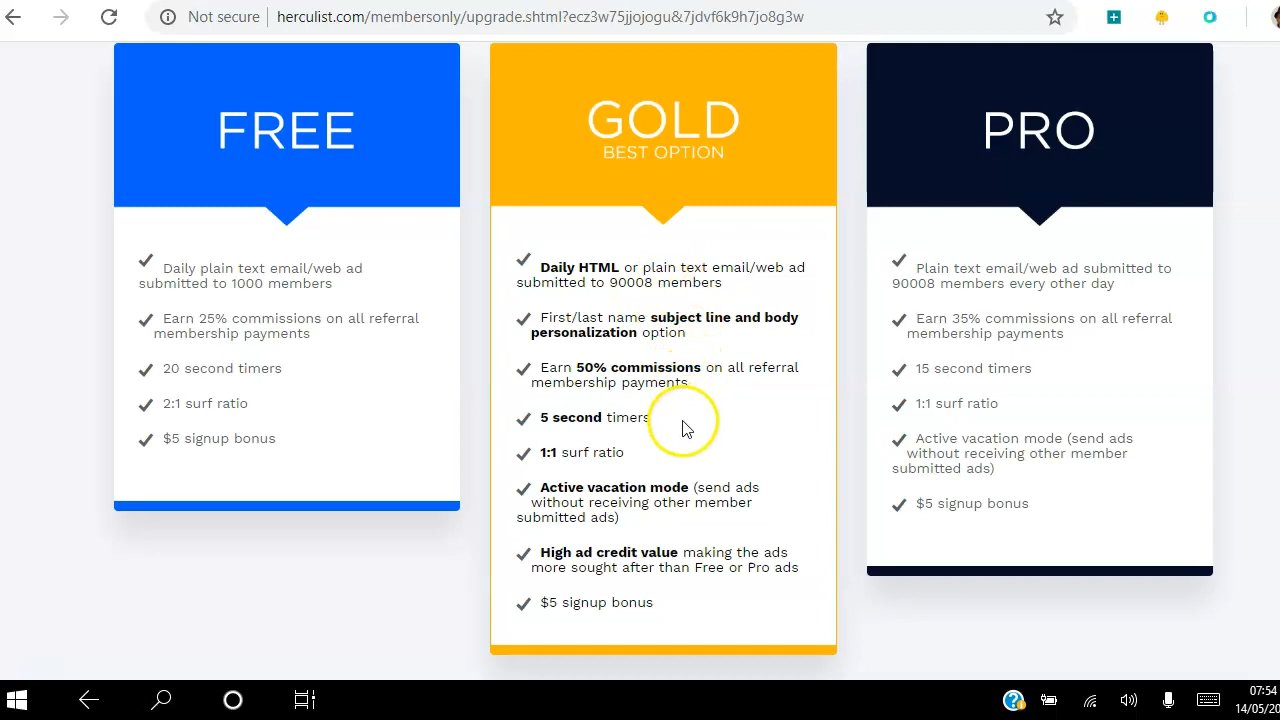 Not secure
herculist.com/membersonly/upgrade.shtml?ecz3w75jjojogu&7jdvf6k9h7jb8g3w
FREE
Daily plain text email/web ad
submitted to 1000 members
Earn 25% commissions on all referral
membership payments
20 second timers
2:1 surf ratio
$5 signup bonus
GOLD
BEST OPTION
Daily HTML or plain text email/web ad
submitted to 90008 members
First/last name subject line and body
personalization option
Earn 50% commissions on all referral
membership payments
5 second timers
1:1 surf ratio
Active vacation mode (send ads
without receiving other member
submitted ads)
High ad credit value making the ads
more sought after than Free or Pro ads
$5 signup bonus
PRO
Plain text email/web ad submitted to
90008 members every other day
Earn 35% commissions on all referral
membership payments
15 second timers
1:1 surf ratio
Active vacation mode (send ads
without receiving other member
submitted ads)
$5 signup bonus
07:54
14/05/20